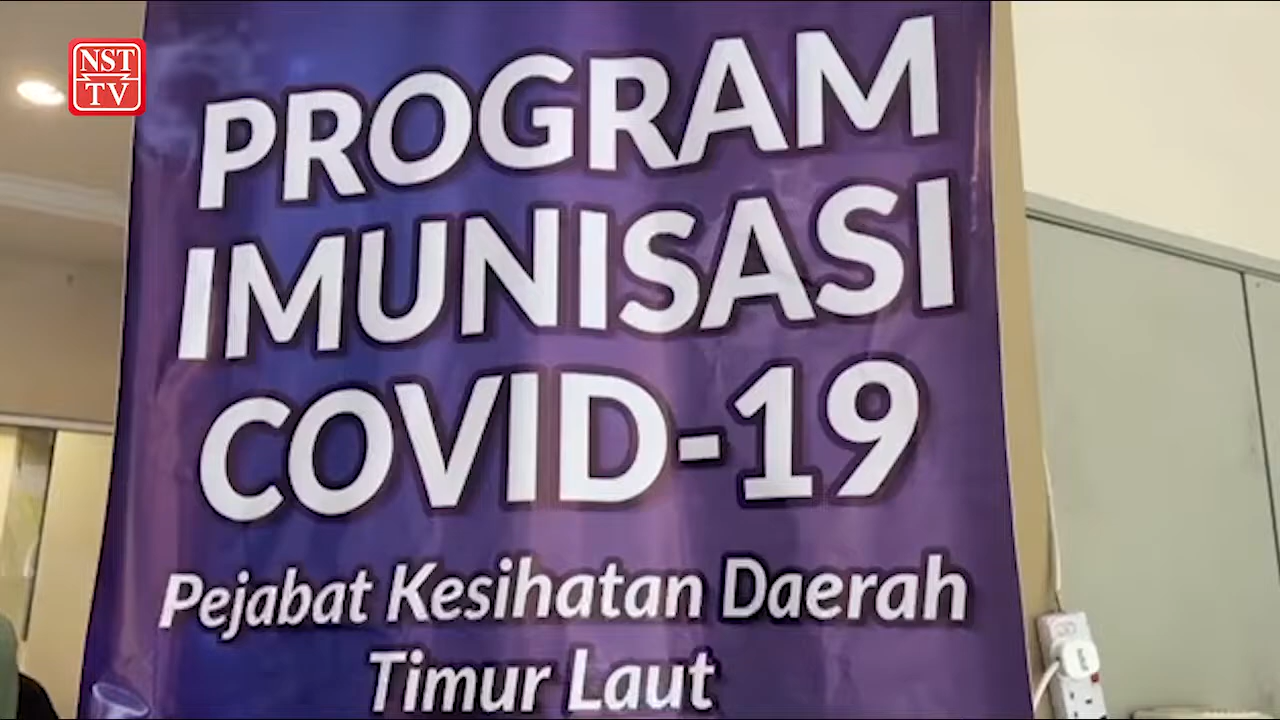 NST
TV
PROGRAM
IMUNISASI
COVID-19
Pejabat Kesihatan Daerah
Timur Laut